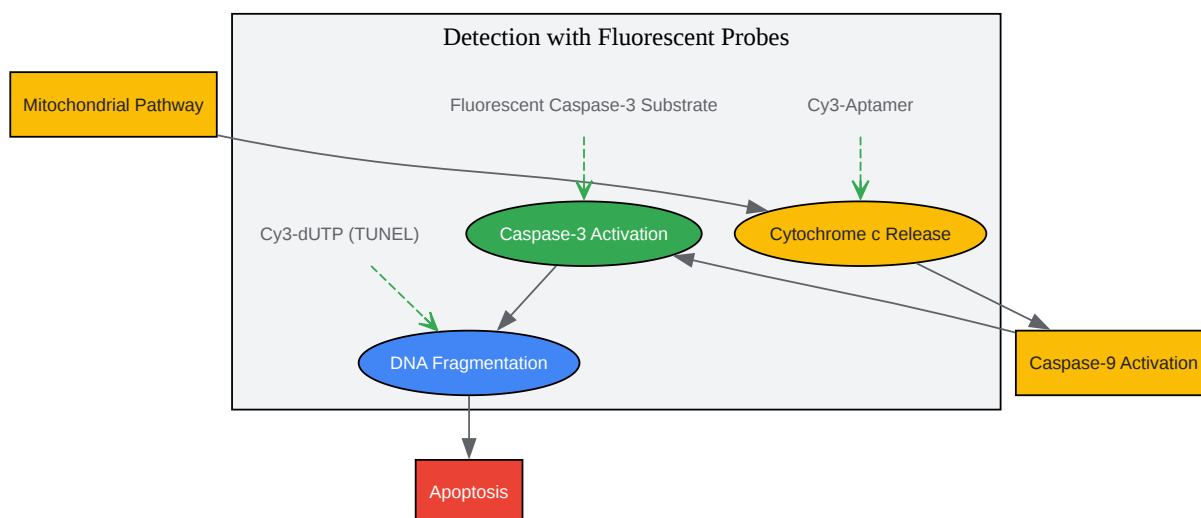 Detection with Fluorescent Probes
Mitochondrial Pathway
Fluorescent Caspase-3 Substrate
Cy3-Aptamer
Cy3-dUTP (TUNEL)
Caspase-3 Activation
Cytochrome c Release
DNA Fragmentation
Caspase-9 Activation
Apoptosis